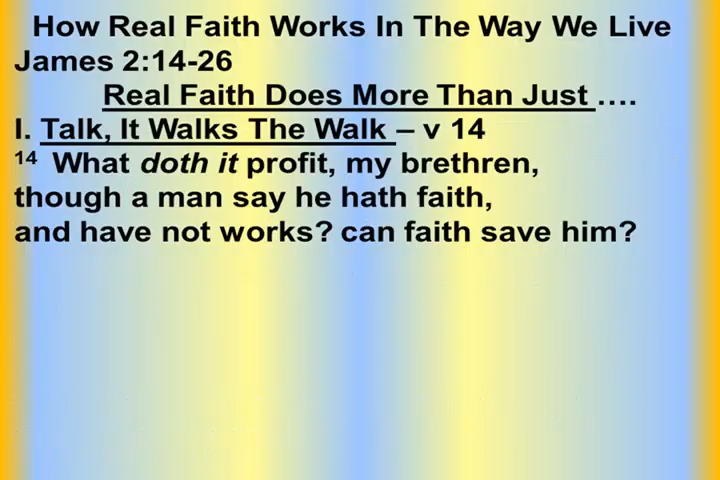 How Real Faith Works In The Way We Live
James 2:14-26
Real Faith Does More Than Just ....
I. Talk, It Walks The Walk – v 14
14 What doth it profit, my brethren,
though a man say he hath faith,
and have not works? can faith save him?